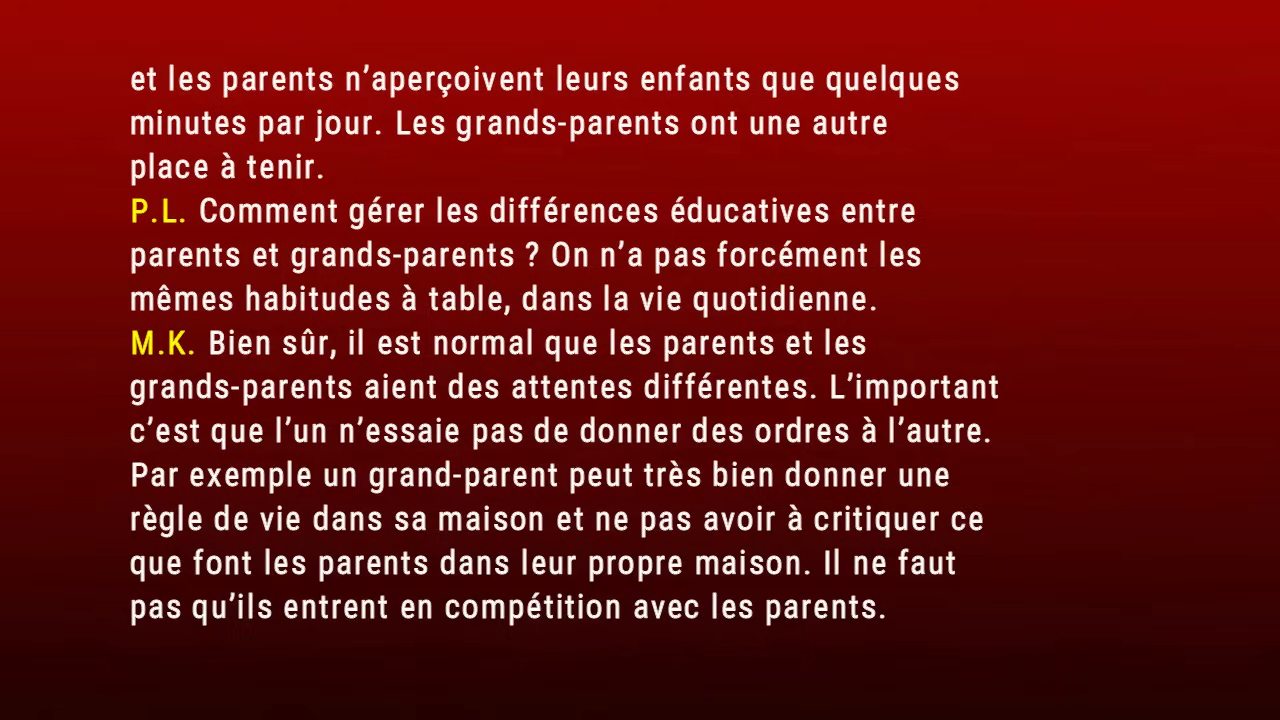 et les parents n’aperçoivent leurs enfants que quelques
minutes par jour. Les grands-parents ont une autre
place à tenir.
P.L. Comment gérer les différences éducatives entre
parents et grands-parents ? On n’a pas forcément les
mêmes habitudes à table, dans la vie quotidienne.
M.K. Bien sûr, il est normal que les parents et les
grands-parents aient des attentes différentes. L’important
c’est que l’un n’essaie pas de donner des ordres à l’autre.
Par exemple un grand-parent peut très bien donner une
règle de vie dans sa maison et ne pas avoir à critiquer ce
que font les parents dans leur propre maison. Il ne faut
pas qu’ils entrent en compétition avec les parents.